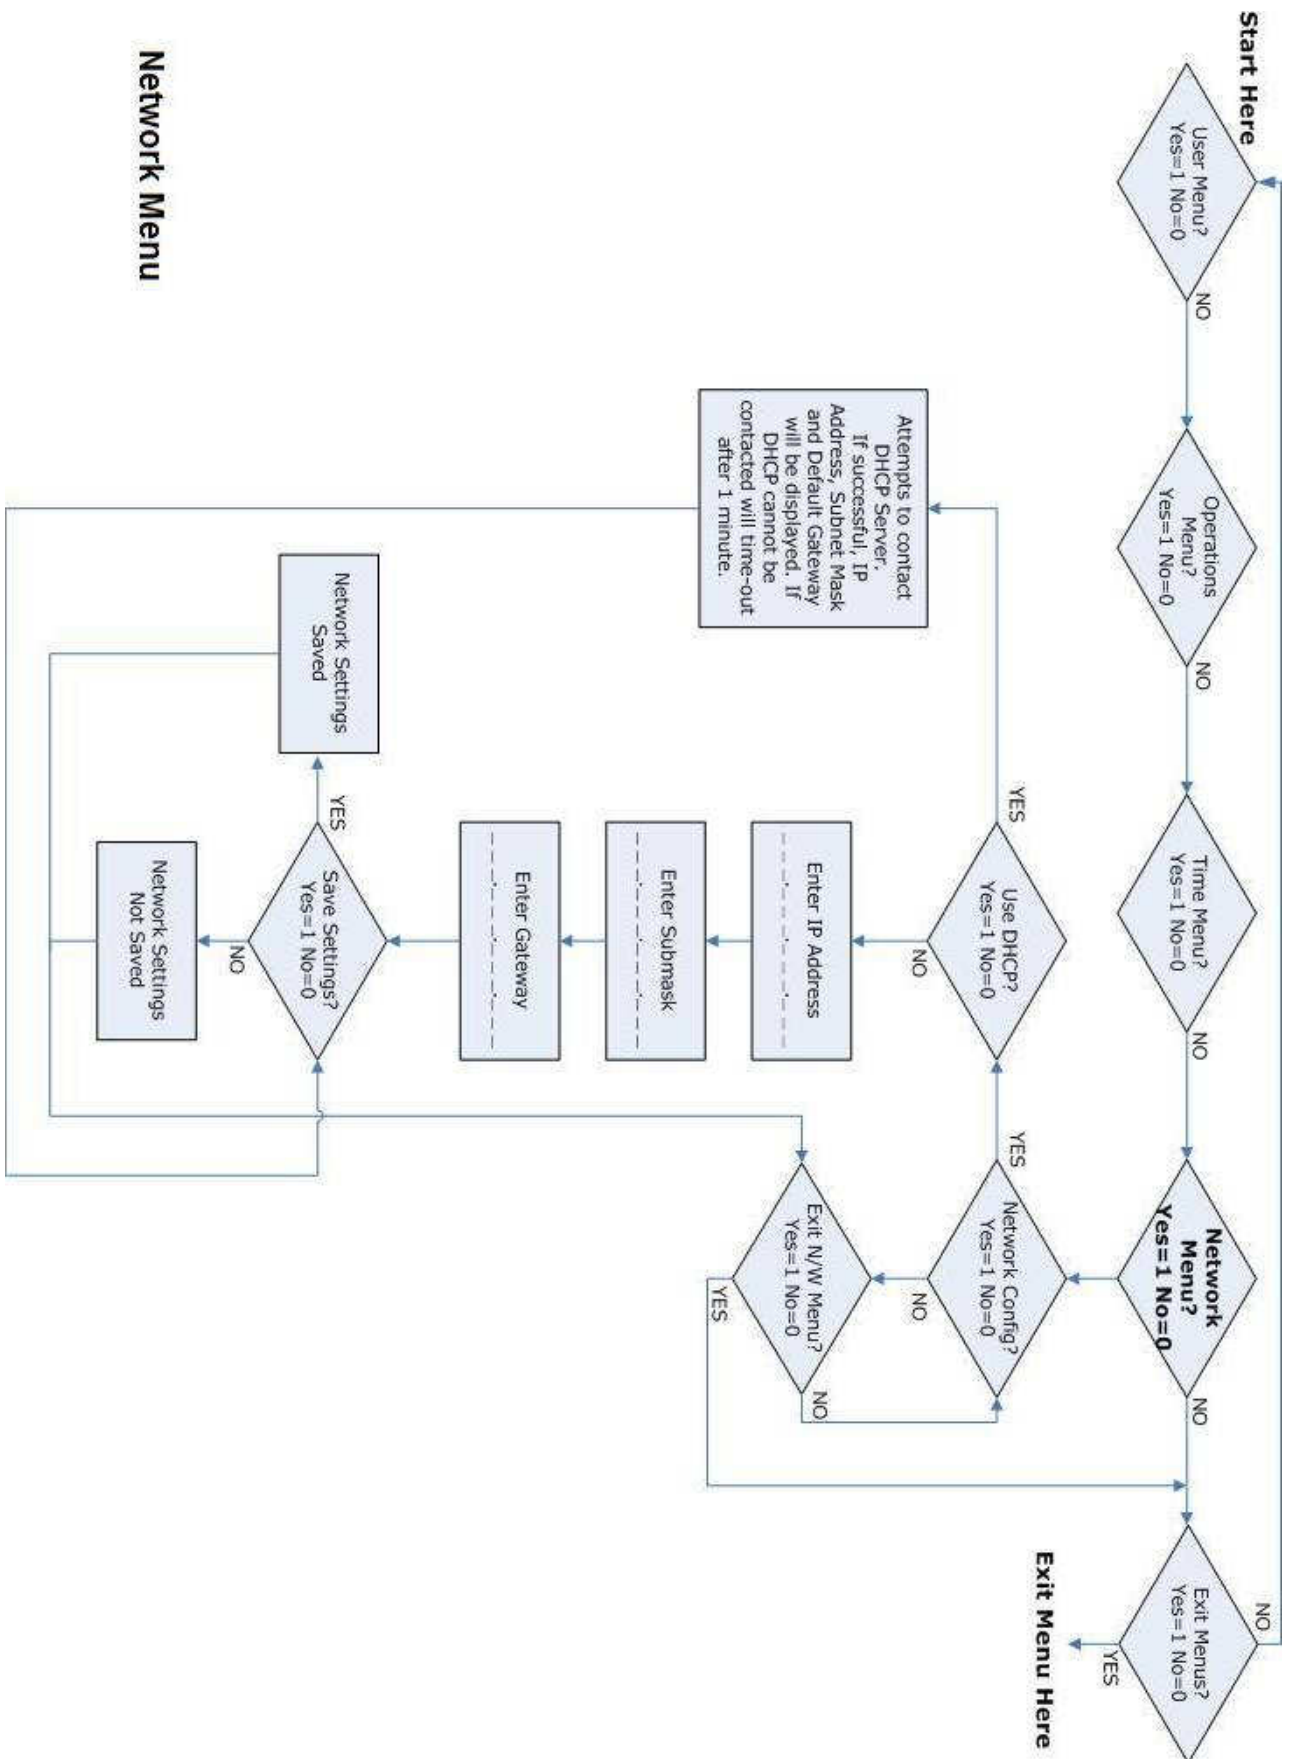 Start Here
User Menu?
Yes=1 No=0
NO
Operations
Menu?
Yes=1 No=0
NO
Time Menu?
Yes=1 No=0
NO
Network
Menu?
Yes=1 No=0
NO
Exit Menus?
Yes=1 No=0
NO
YES
Exit Menu Here
Use DHCP?
Yes=1 No=0
YES
NO
Network Config?
Yes=1 No=0
YES
NO
Attempts to contact
DHCP Server.
If successful, IP
Address, Subnet Mask
and Default Gateway
will be displayed. If
DHCP cannot be
contacted will time-out
after 1 minute.
Enter IP Address
_ _ _._ _ _._ _ _._ _ _
Exit N/W Menu?
Yes=1 No=0
NO
YES
Enter Submask
_ _ _._ _ _._ _ _._ _ _
Enter Gateway
_ _ _._ _ _._ _ _._ _ _
Network Settings
Saved
YES
Save Settings?
Yes=1 No=0
NO
Network Settings
Not Saved
Network Menu